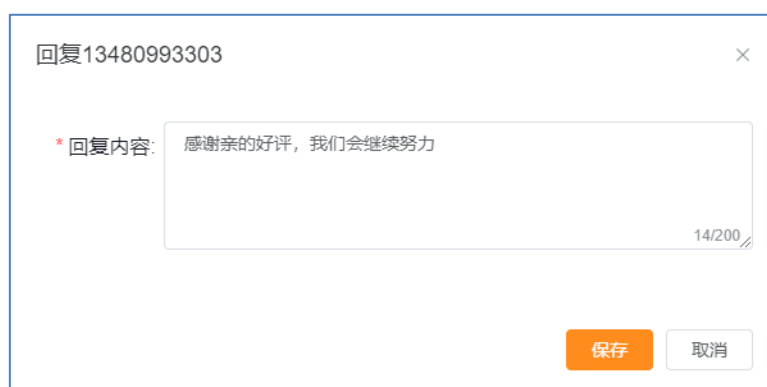 回复13480993303
* 回复内容:
感谢亲的好评，我们会继续努力
14/200
保存
取消